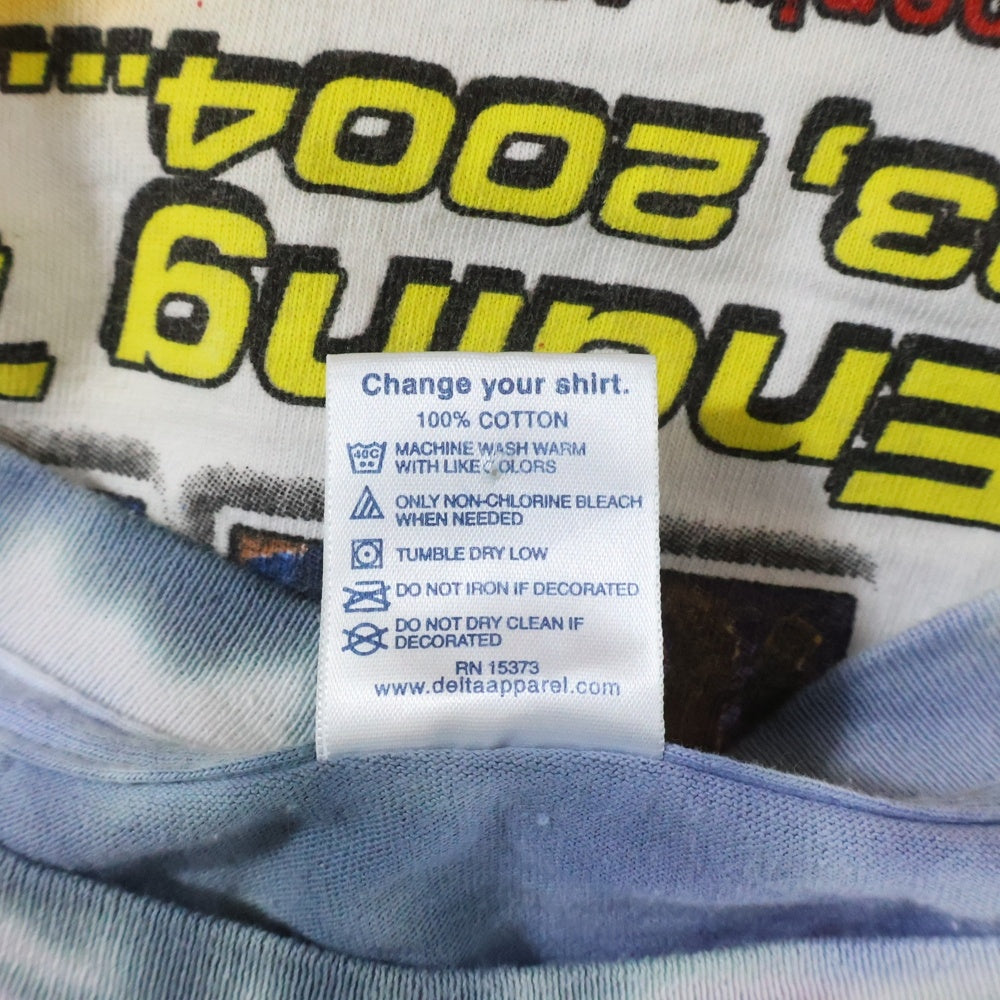 Change your shirt.
100% COTTON
40C
MACHINE WASH WARM
WITH LIKE COLORS
ONLY NON-CHLORINE BLEACH
WHEN NEEDED
TUMBLE DRY LOW
DO NOT IRON IF DECORATED
DO NOT DRY CLEAN IF
DECORATED
RN 15373
www.deltaapparel.com
Ending
3, 2004...